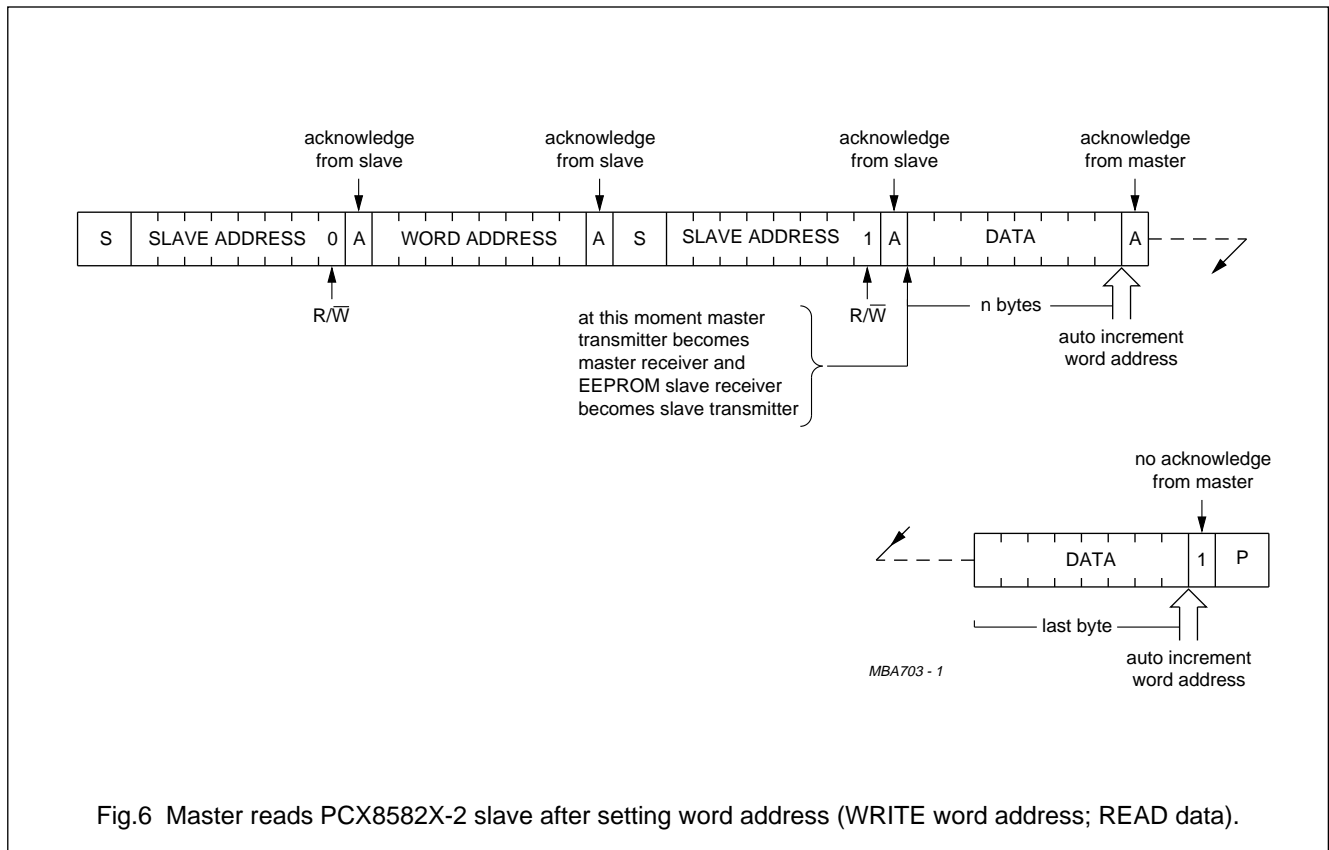 acknowledge
from slave
acknowledge
from slave
acknowledge
from slave
acknowledge
from master
S SLAVE ADDRESS 0 A WORD ADDRESS A S SLAVE ADDRESS 1 A DATA A
R/W̅
R/W̅
at this moment master
transmitter becomes
master receiver and
EEPROM slave receiver
becomes slave transmitter
n bytes
auto increment
word address
no acknowledge
from master
DATA 1 P
last byte
auto increment
word address
MBA703 - 1
Fig.6 Master reads PCX8582X-2 slave after setting word address (WRITE word address; READ data).